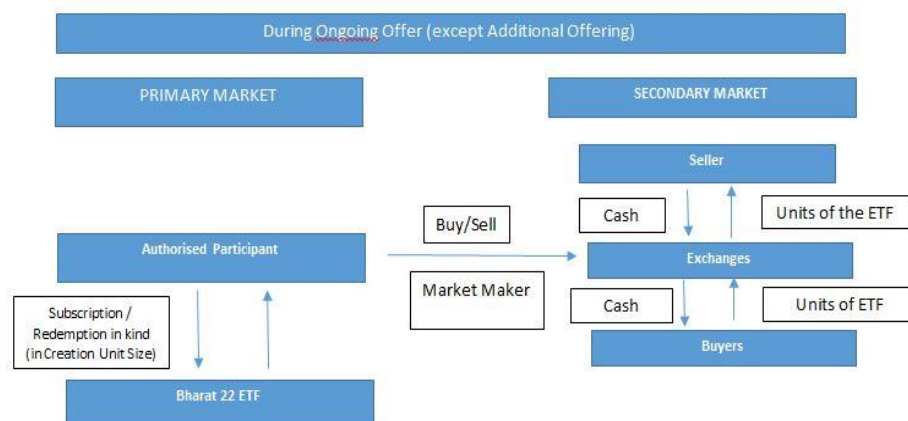 During Ongoing Offer (except Additional Offering)
PRIMARY MARKET
SECONDARY MARKET
Seller
Cash
Units of the ETF
Buy/Sell
Authorised Participant
Exchanges
Market Maker
Cash
Units of ETF
Subscription /
Redemption in kind
(in Creation Unit Size)
Buyers
Bharat 22 ETF